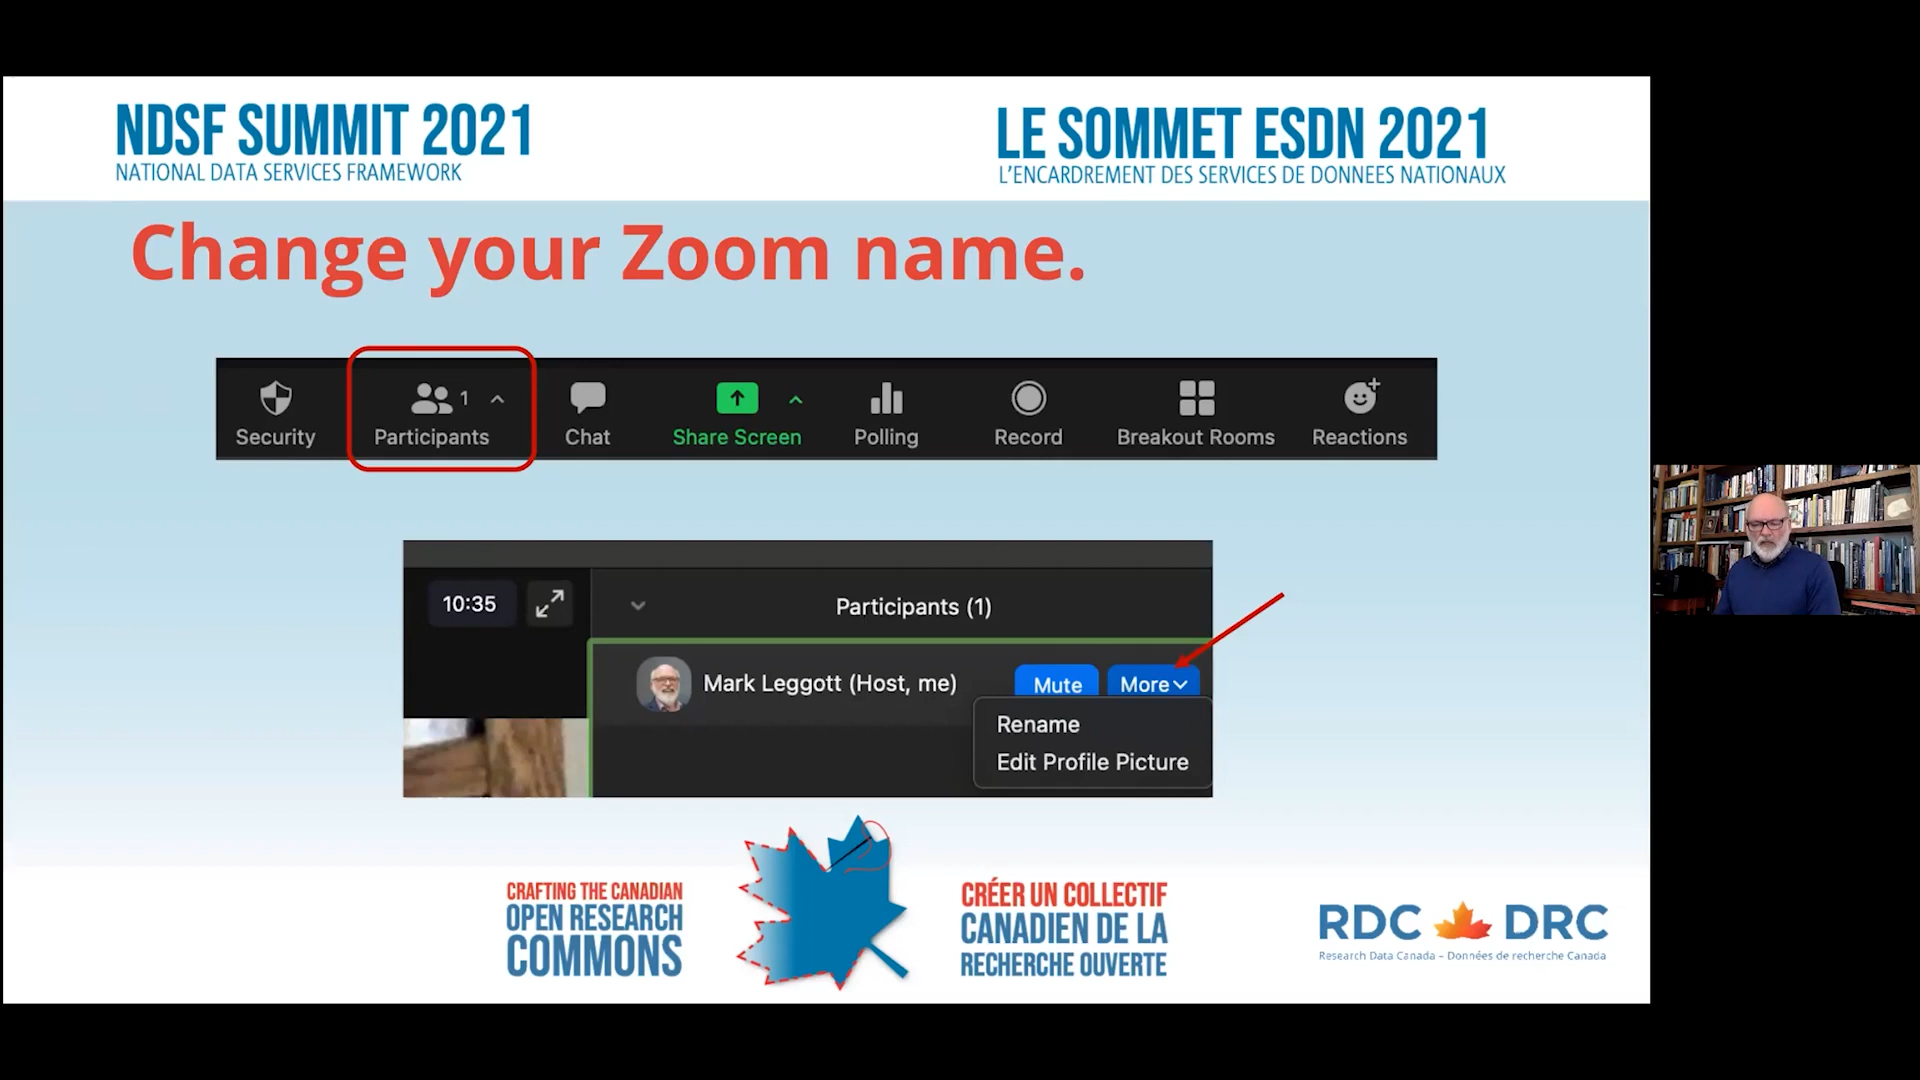 NDSF SUMMIT 2021
NATIONAL DATA SERVICES FRAMEWORK
LE SOMMET ESDN 2021
L'ENCARDREMENT DES SERVICES DE DONNEES NATIONAUX
Change your Zoom name.
1
Security
Participants
Chat
Share Screen
Polling
Record
Breakout Rooms
Reactions
10:35
Participants (1)
Mark Leggott (Host, me)
Mute
More
Rename
Edit Profile Picture
CRAFTING THE CANADIAN
OPEN RESEARCH
COMMONS
CRÉER UN COLLECTIF
CANADIEN DE LA
RECHERCHE OUVERTE
RDC DRC
Research Data Canada – Données de recherche Canada